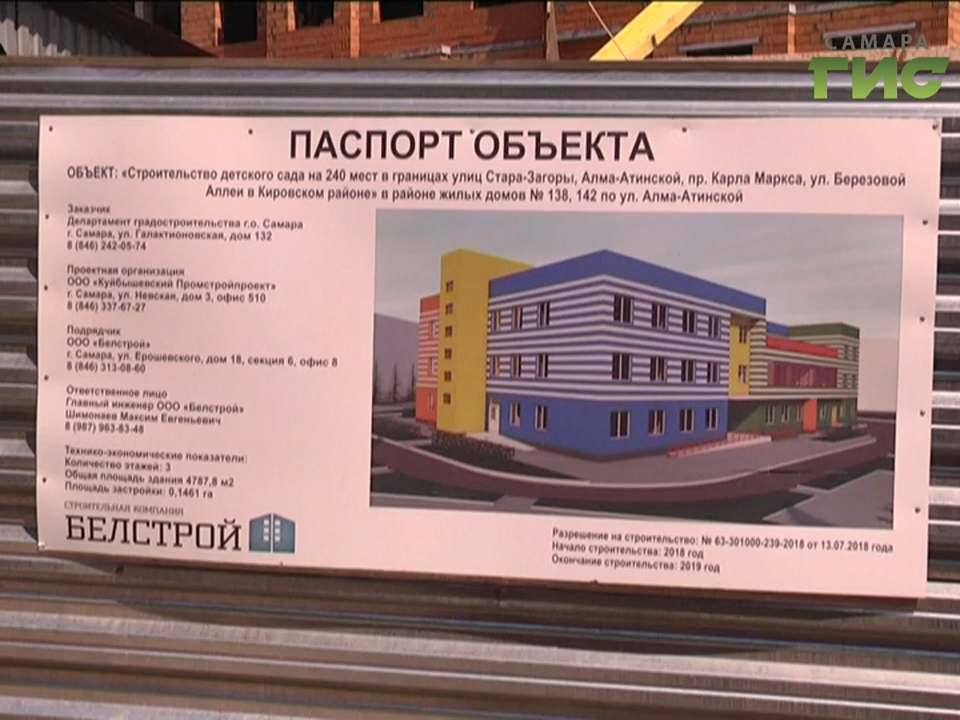 САМАРА
ГИС
ПАСПОРТ ОБЪЕКТА
ОБЪЕКТ: «Строительство детского сада на 240 мест в границах улиц Стара-Загоры, Алма-Атинской, пр. Карла Маркса, ул. Березовой
Аллеи в Кировском районе» в районе жилых домов № 138, 142 по ул. Алма-Атинской
Заказчик
Департамент градостроительства г.о. Самара
г. Самара, ул. Галактионовская, дом 132
8 (846) 242-05-74
Проектная организация
ООО «Куйбышевский Промстройпроект»
г. Самара, ул. Невская, дом 3, офис 510
8 (846) 337-67-27
Подрядчик
ООО «Белстрой»
г. Самара, ул. Ерошевского, дом 18, секция 6, офис 8
8 (846) 313-08-60
Ответственное лицо
Главный инженер ООО «Белстрой»
Шимонаев Максим Евгеньевич
8 (987) 963-83-48
Технико-экономические показатели:
Количество этажей: 3
Общая площадь здания 4787,8 м2
Площадь застройки: 0,1461 га
СТРОИТЕЛЬНАЯ КОМПАНИЯ
БЕЛСТРОЙ
Разрешение на строительство: № 63-301000-239-2018 от 13.07.2018 года
Начало строительства: 2018 год
Окончание строительства: 2019 год